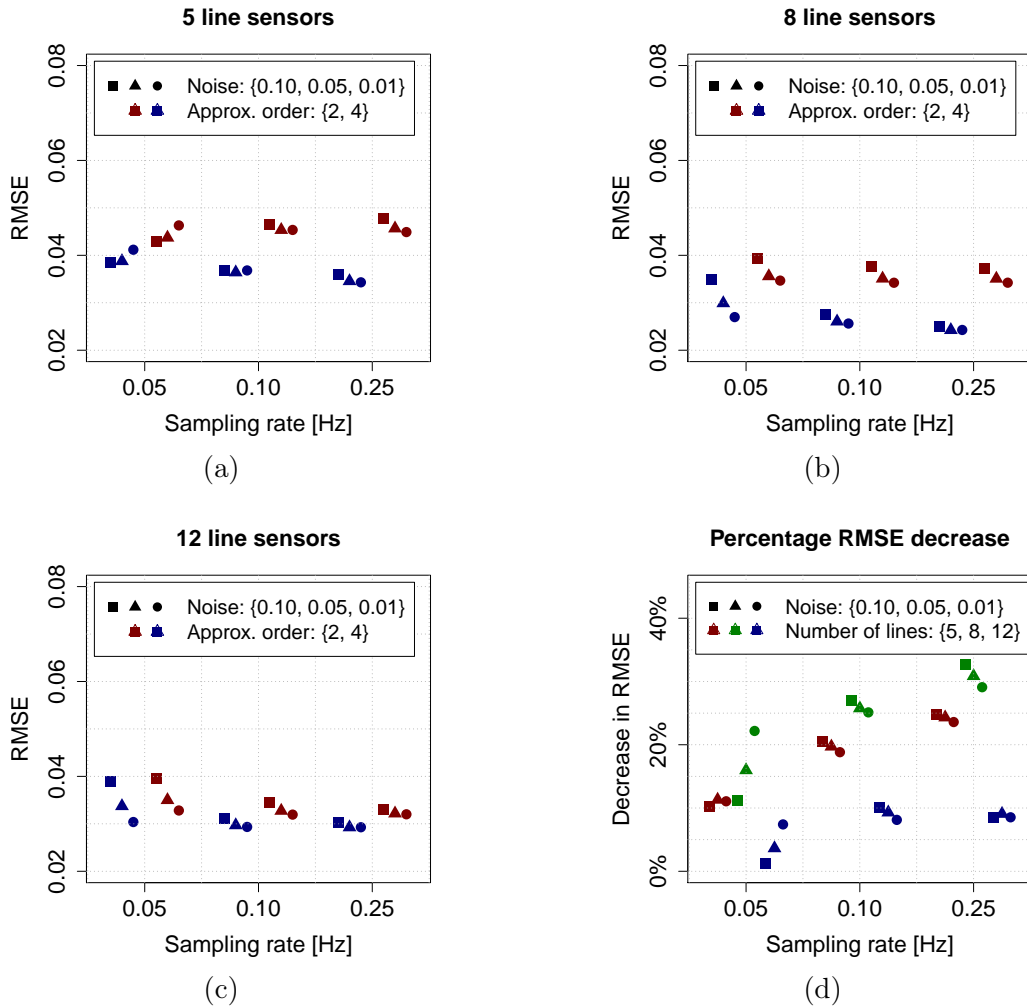 5 line sensors
0.08
0.06
0.04
0.02
RMSE
Noise: {0.10, 0.05, 0.01}
Approx. order: {2, 4}
0.05 0.10 0.25
Sampling rate [Hz]
(a)
8 line sensors
0.08
0.06
0.04
0.02
RMSE
Noise: {0.10, 0.05, 0.01}
Approx. order: {2, 4}
0.05 0.10 0.25
Sampling rate [Hz]
(b)
12 line sensors
0.08
0.06
0.04
0.02
RMSE
Noise: {0.10, 0.05, 0.01}
Approx. order: {2, 4}
0.05 0.10 0.25
Sampling rate [Hz]
(c)
Percentage RMSE decrease
40%
20%
0%
Decrease in RMSE
Noise: {0.10, 0.05, 0.01}
Number of lines: {5, 8, 12}
0.05 0.10 0.25
Sampling rate [Hz]
(d)